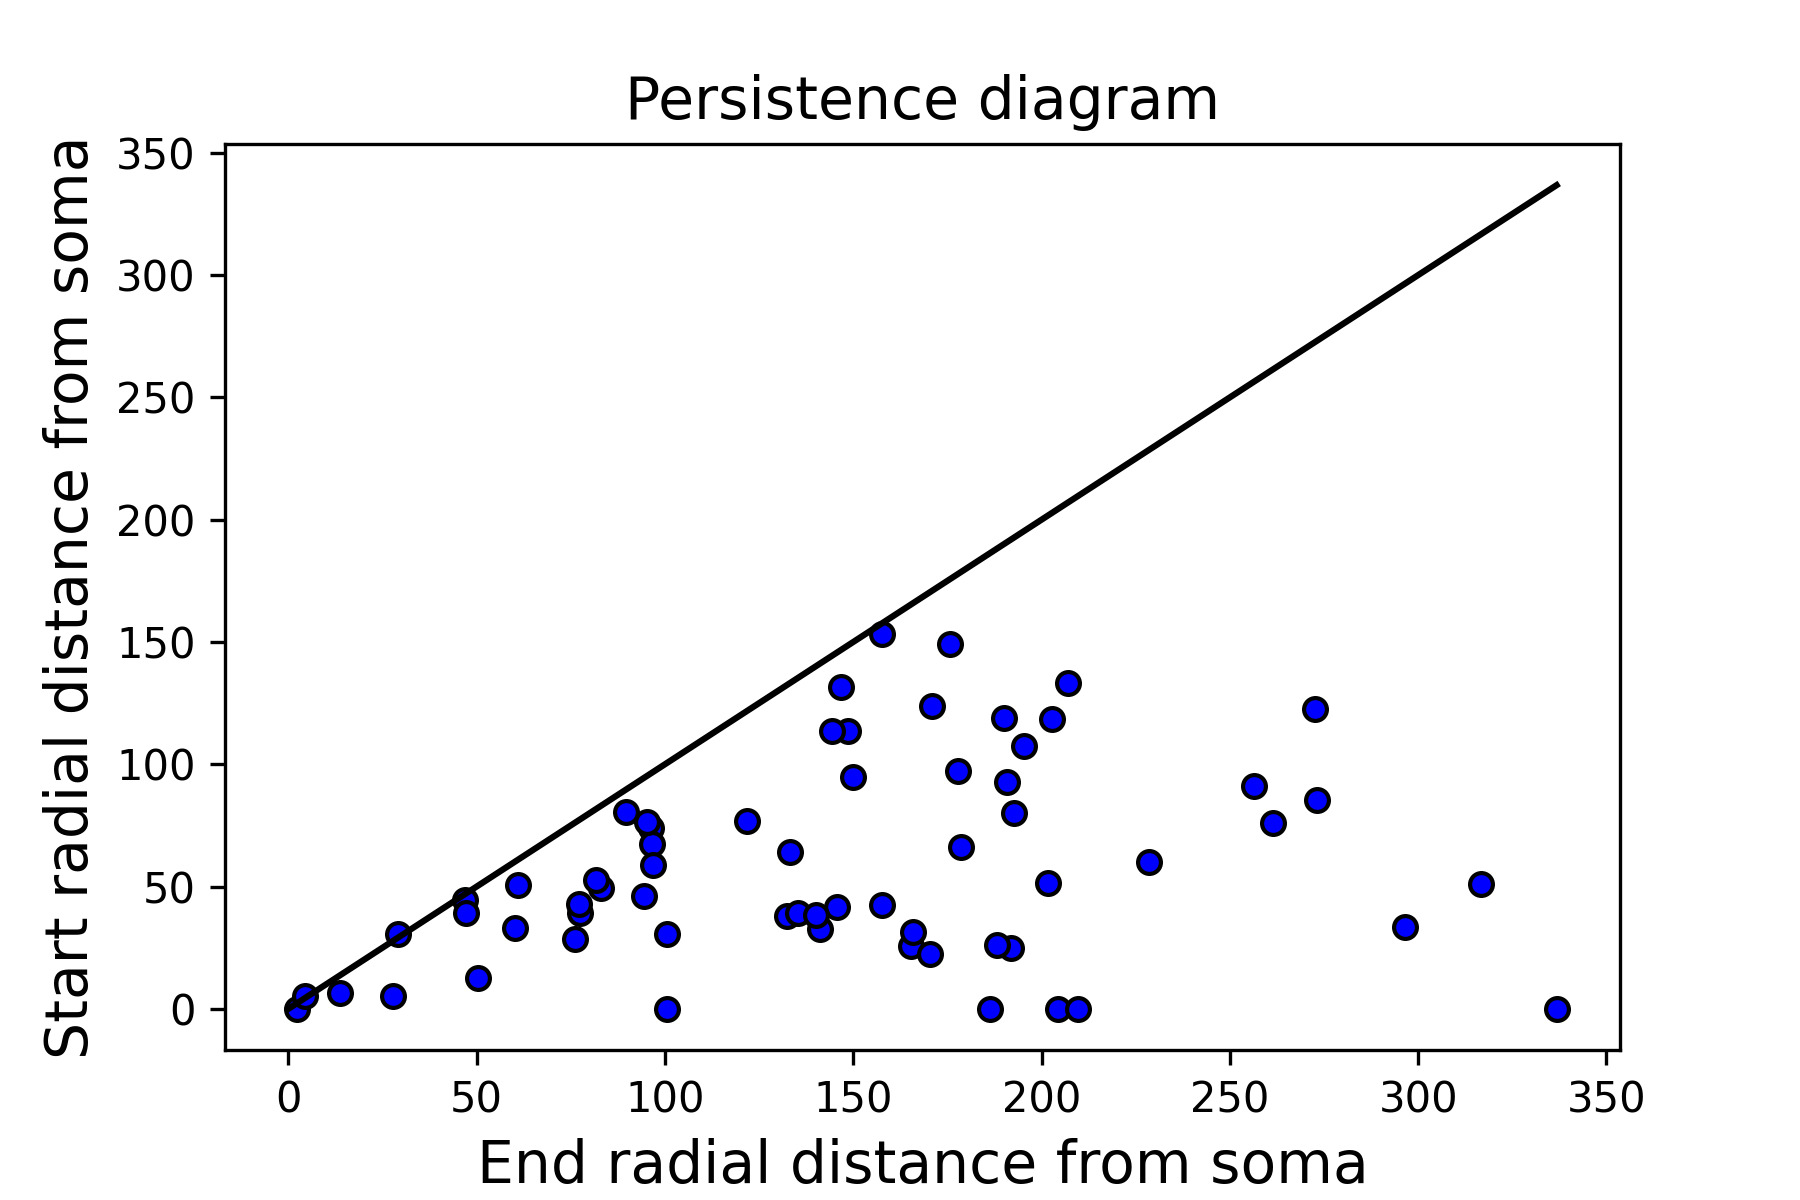 Persistence diagram
Start radial distance from soma
350
300
250
200
150
100
50
0
0 50 100 150 200 250 300 350
End radial distance from soma